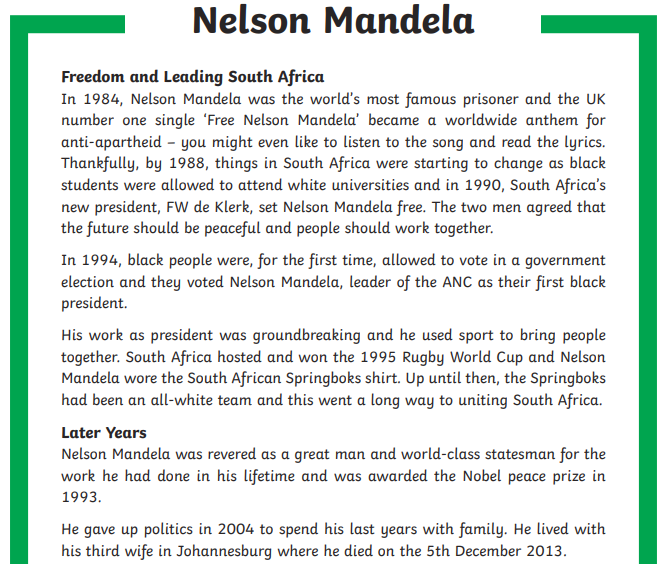 Nelson Mandela
Freedom and Leading South Africa
In 1984, Nelson Mandela was the world's most famous prisoner and the UK
number one single 'Free Nelson Mandela' became a worldwide anthem for
anti-apartheid – you might even like to listen to the song and read the lyrics.
Thankfully, by 1988, things in South Africa were starting to change as black
students were allowed to attend white universities and in 1990, South Africa's
new president, FW de Klerk, set Nelson Mandela free. The two men agreed that
the future should be peaceful and people should work together.
In 1994, black people were, for the first time, allowed to vote in a government
election and they voted Nelson Mandela, leader of the ANC as their first black
president.
His work as president was groundbreaking and he used sport to bring people
together. South Africa hosted and won the 1995 Rugby World Cup and Nelson
Mandela wore the South African Springboks shirt. Up until then, the Springboks
had been an all-white team and this went a long way to uniting South Africa.
Later Years
Nelson Mandela was revered as a great man and world-class statesman for the
work he had done in his lifetime and was awarded the Nobel peace prize in
1993.
He gave up politics in 2004 to spend his last years with family. He lived with
his third wife in Johannesburg where he died on the 5th December 2013.